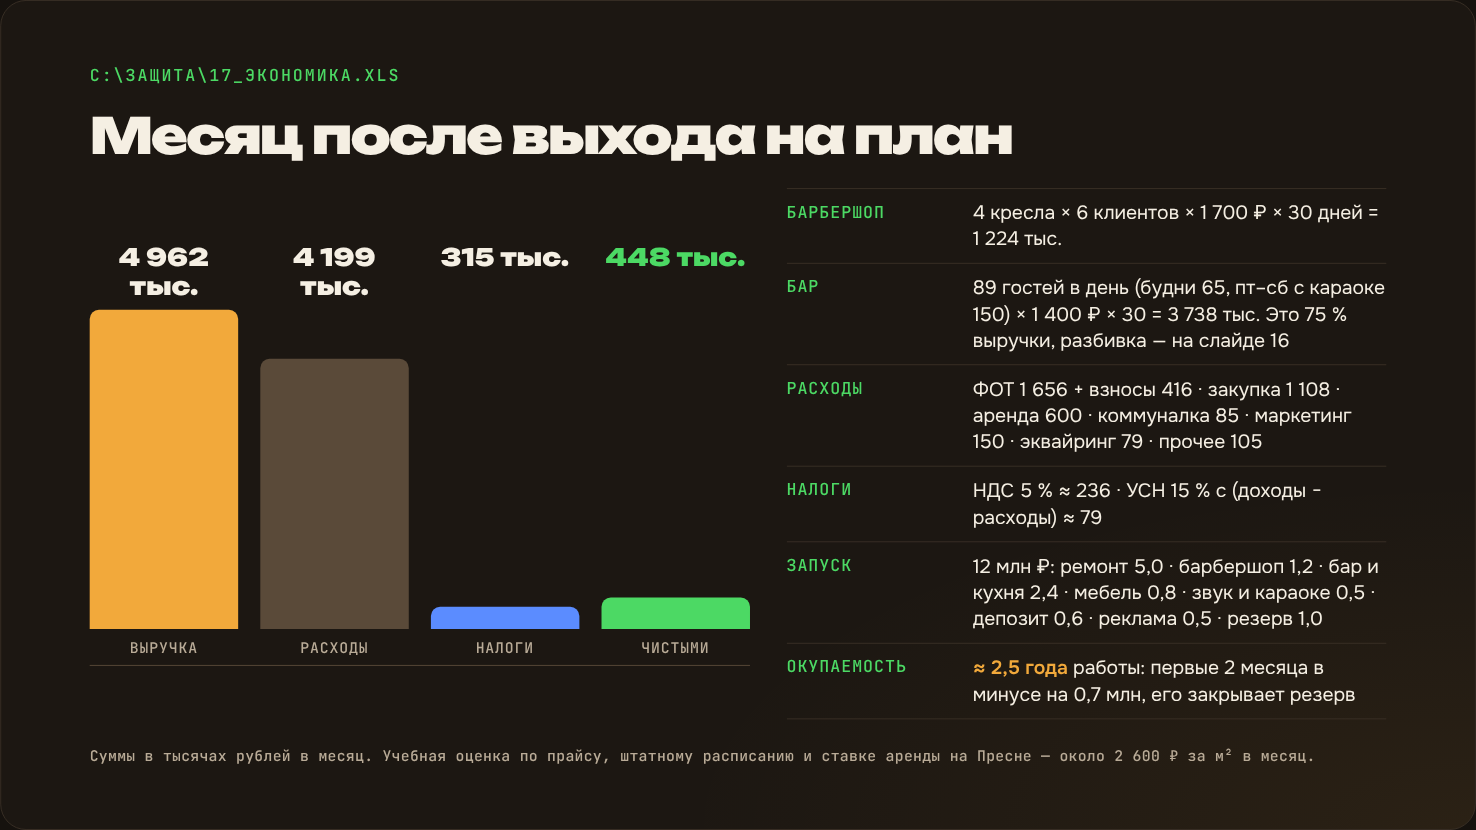 C:\ЗАЩИТА\17_ЭКОНОМИКА.XLS
Месяц после выхода на план
4 962
тыс.
4 199
тыс.
315 тыс.
448 тыс.
ВЫРУЧКА
РАСХОДЫ
НАЛОГИ
ЧИСТЫМИ
БАРБЕРШОП
4 кресла × 6 клиентов × 1 700 ₽ × 30 дней =
1 224 тыс.
БАР
89 гостей в день (будни 65, пт–сб с караоке
150) × 1 400 ₽ × 30 = 3 738 тыс. Это 75 %
выручки, разбивка — на слайде 16
РАСХОДЫ
ФОТ 1 656 + взносы 416 · закупка 1 108 ·
аренда 600 · коммуналка 85 · маркетинг
150 · эквайринг 79 · прочее 105
НАЛОГИ
НДС 5 % ≈ 236 · УСН 15 % с (доходы −
расходы) ≈ 79
ЗАПУСК
12 млн ₽: ремонт 5,0 · барбершоп 1,2 · бар и
кухня 2,4 · мебель 0,8 · звук и караоке 0,5 ·
депозит 0,6 · реклама 0,5 · резерв 1,0
ОКУПАЕМОСТЬ
≈ 2,5 года работы: первые 2 месяца в
минусе на 0,7 млн, его закрывает резерв
Суммы в тысячах рублей в месяц. Учебная оценка по прайсу, штатному расписанию и ставке аренды на Пресне — около 2 600 ₽ за м² в месяц.